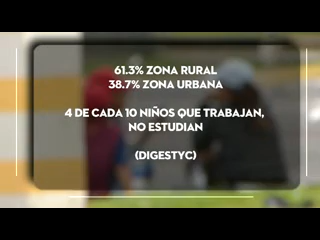 61.3% ZONA RURAL
38.7% ZONA URBANA
4 DE CADA 10 NIÑOS QUE TRABAJAN,
NO ESTUDIAN
(DIGESTYC)